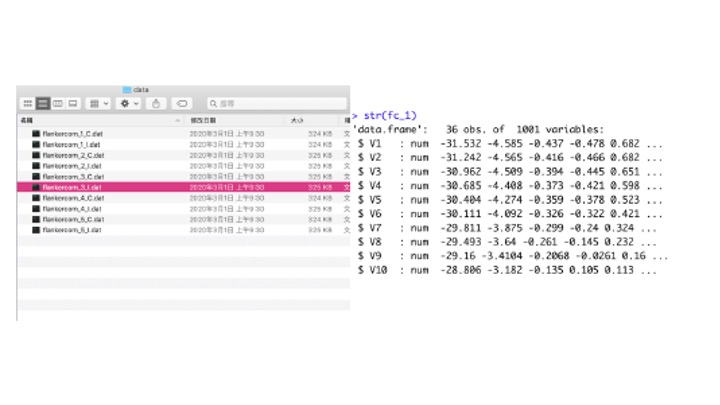 data
搜尋
名稱 修改日期 大小
flankercom_1_C.dat 2020年3月1日 上午9:30 324 KB 文
flankercom_1_I.dat 2020年3月1日 上午9:30 324 KB 文
flankercom_2_C.dat 2020年3月1日 上午9:30 325 KB 文
flankercom_2_I.dat 2020年3月1日 上午9:30 325 KB 文
flankercom_3_C.dat 2020年3月1日 上午9:30 325 KB 文
flankercom_3_I.dat 2020年3月1日 上午9:30 325 KB 文
flankercom_4_C.dat 2020年3月1日 上午9:30 324 KB 文
flankercom_4_I.dat 2020年3月1日 上午9:30 325 KB 文
flankercom_5_C.dat 2020年3月1日 上午9:30 324 KB 文
flankercom_5_I.dat 2020年3月1日 上午9:30 325 KB 文
> str(fc_1)
'data.frame': 36 obs. of 1001 variables:
$ V1 : num -31.532 -4.585 -0.437 -0.478 0.682 ...
$ V2 : num -31.242 -4.565 -0.416 -0.466 0.682 ...
$ V3 : num -30.962 -4.509 -0.394 -0.445 0.651 ...
$ V4 : num -30.685 -4.408 -0.373 -0.421 0.598 ...
$ V5 : num -30.404 -4.274 -0.359 -0.378 0.523 ...
$ V6 : num -30.111 -4.092 -0.326 -0.322 0.421 ...
$ V7 : num -29.811 -3.875 -0.299 -0.24 0.324 ...
$ V8 : num -29.493 -3.64 -0.261 -0.145 0.232 ...
$ V9 : num -29.16 -3.4104 -0.2068 -0.0261 0.16 ...
$ V10 : num -28.806 -3.182 -0.135 0.105 0.113 ...